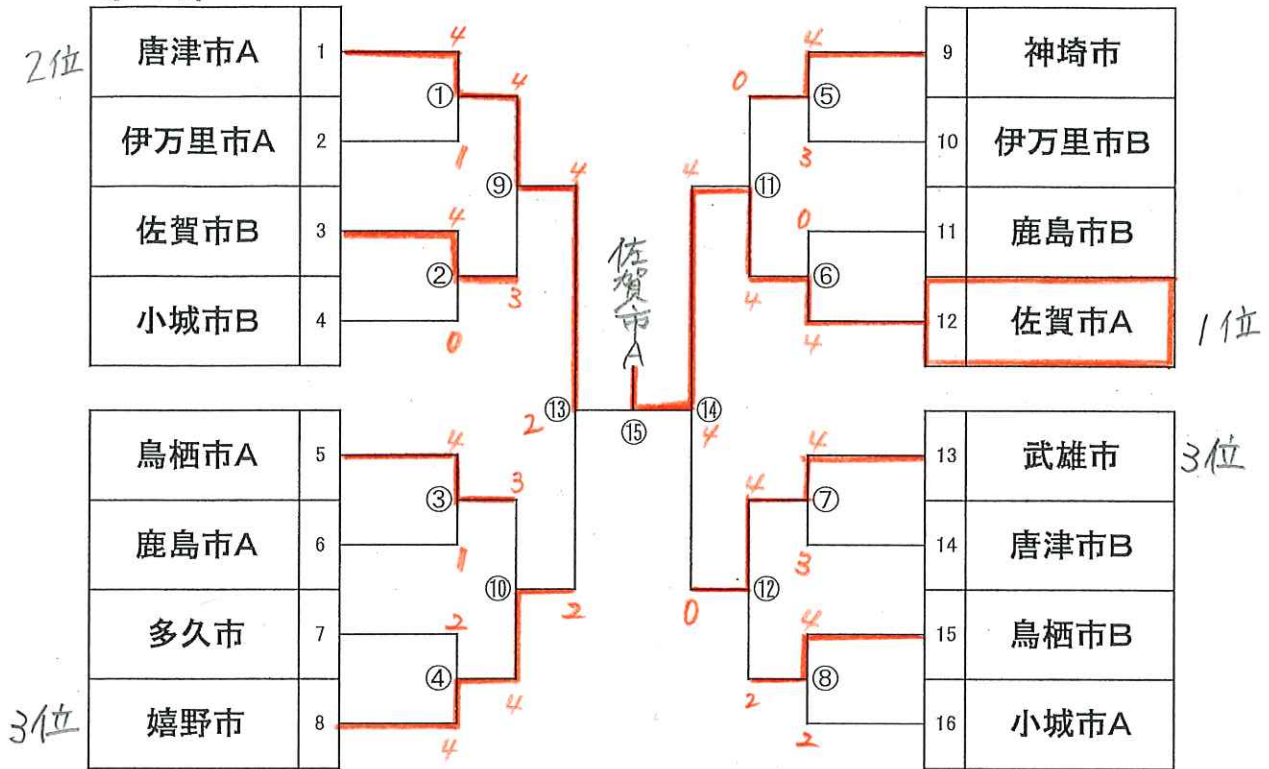 2位 唐津市A 1 4
① 4
伊万里市A 2 1
⑨ 4
佐賀市B 3 4
② 3
小城市B 4 0
鳥栖市A 5 4
③ 3
鹿島市A 6 1
⑩ 2
多久市 7 2
④ 4
3位 嬉野市 8 4
⑬ 2
佐賀市A
⑮
⑭ 4
4 9 神埼市
0 ⑤
3 10 伊万里市B
4 ⑪
0 11 鹿島市B
4 ⑥
4 12 佐賀市A 1位
4 13 武雄市 3位
4 ⑦
3 14 唐津市B
0 ⑫
4 15 鳥栖市B
2 ⑧
2 16 小城市A